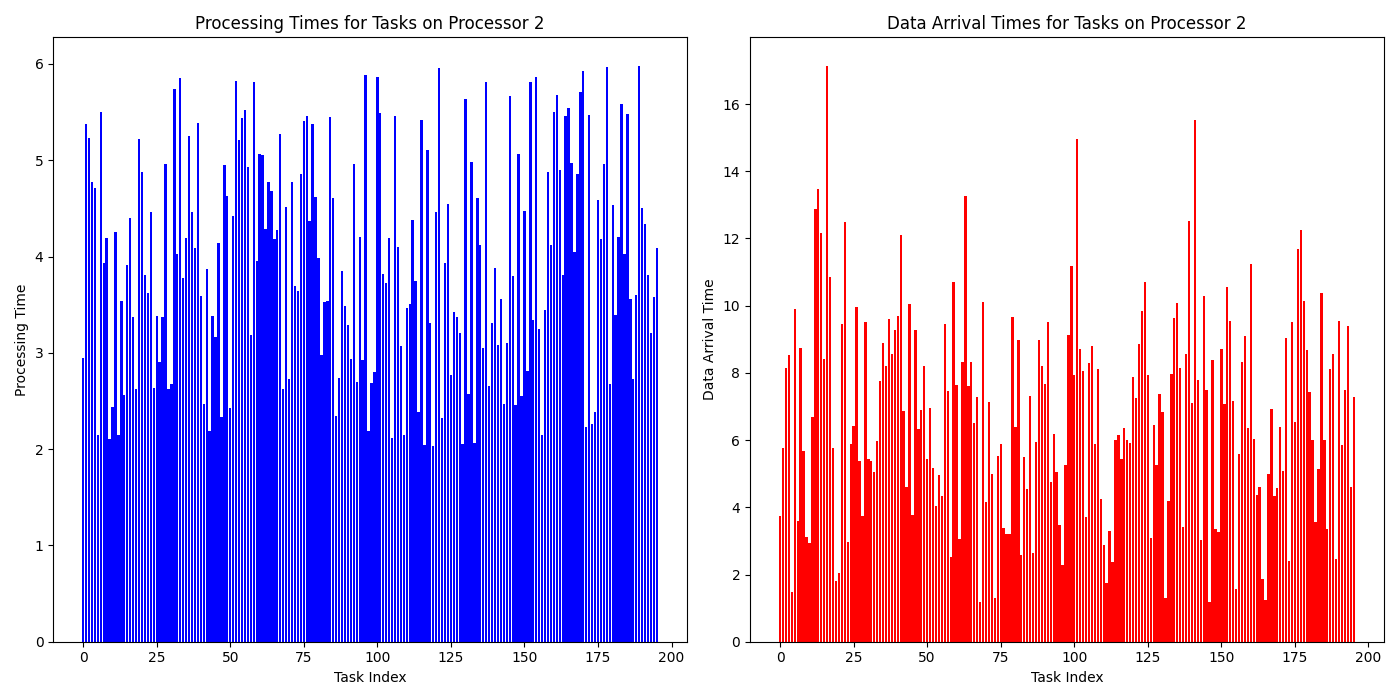 Processing Times for Tasks on Processor 2
Processing Time
6
5
4
3
2
1
0
0 25 50 75 100 125 150 175 200
Task Index
Data Arrival Times for Tasks on Processor 2
Data Arrival Time
16
14
12
10
8
6
4
2
0
0 25 50 75 100 125 150 175 200
Task Index